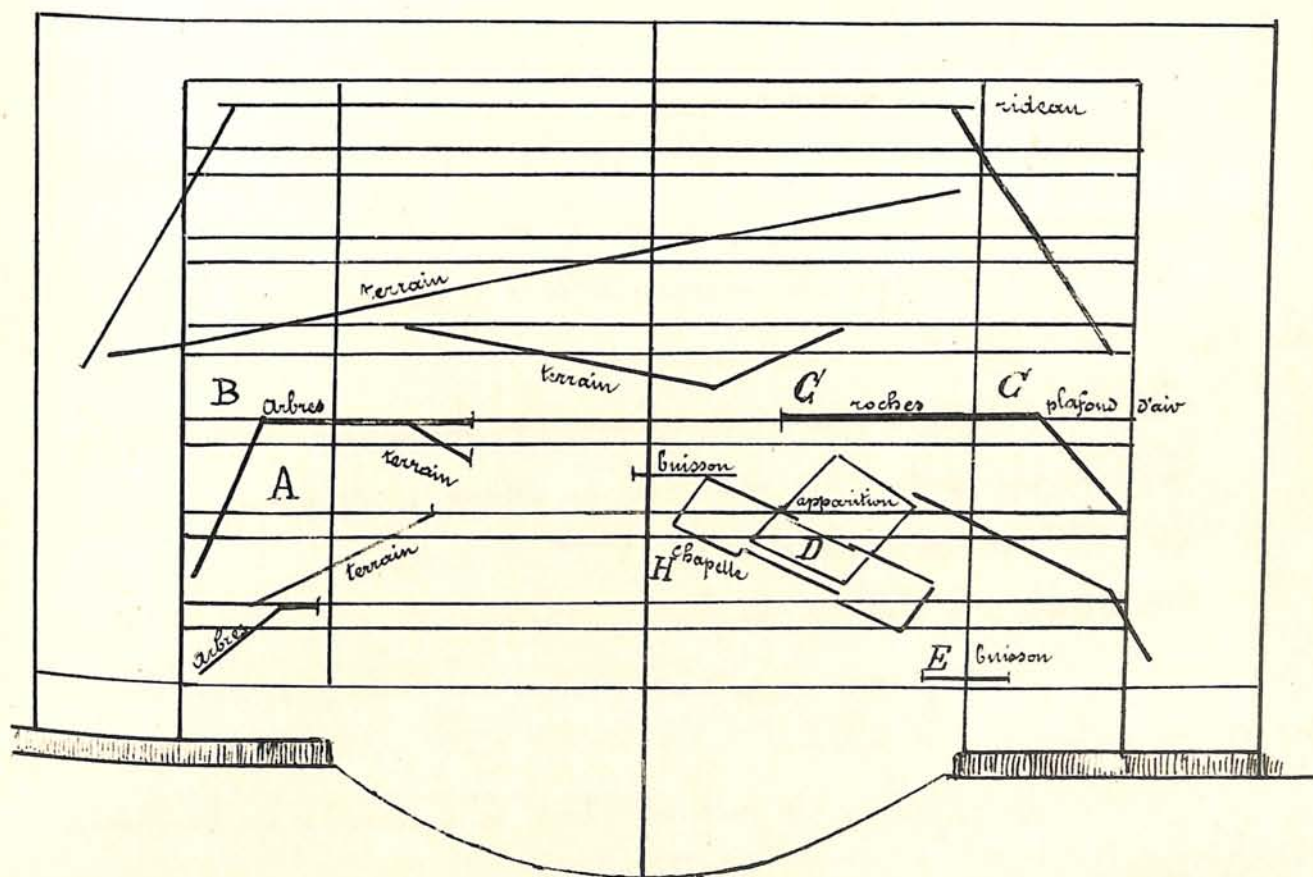 rideau
terrain
terrain
B
arbres
C
roches
C
plafond d'air
terrain
A
buisson
apparition
D
H
chapelle
terrain
arbres
E buisson